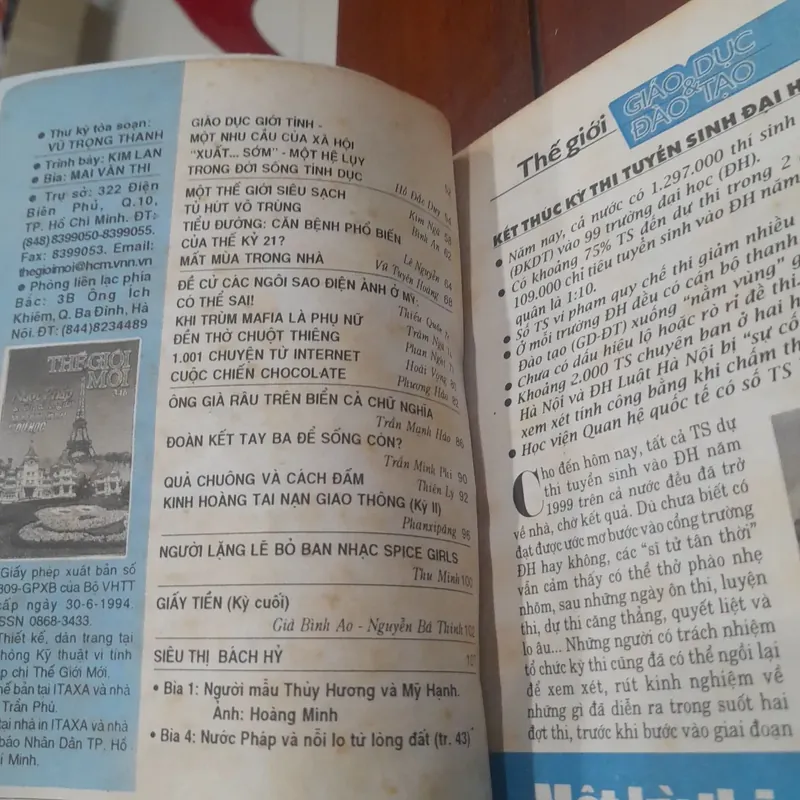 • Thư ký tòa soạn:
VŨ TRỌNG THANH
• Trình bày: KIM LAN
• Bìa: MAI VĂN THI
• Trụ sở: 322 Điện
Biên Phủ, Q.10,
TP. Hồ Chí Minh. ĐT:
(848)8399050-8399055.
Fax: 8399053. Email:
thegioimoi@hcm.vnn.vn
• Phòng liên lạc phía
Bắc: 3B Ông Ích
Khiêm, Q. Ba Đình, Hà
Nội. ĐT: (844)8234489
THẾ GIỚI
MỚI
Giấy phép xuất bản số
809-GPXB của Bộ VHTT
cấp ngày 30-6-1994.
ISSN 0868-3433.
Thiết kế, dàn trang tại
phòng Kỹ thuật vi tính
tạp chí Thế Giới Mới.
Chế bản tại ITAXA và nhà
in Trần Phú.
tại nhà in ITAXA và nhà
báo Nhân Dân TP. Hồ
Chí Minh.
GIÁO DỤC GIỚI TÍNH -
MỘT NHU CẦU CỦA XÃ HỘI
"XUẤT... SỚM" - MỘT HỆ LỤY
TRONG ĐỜI SỐNG TÌNH DỤC
Hồ Đắc Duy
MỘT THẾ GIỚI SIÊU SẠCH
Kim Ngà
TỦ HÚT VÔ TRÙNG
Bình An 62
TIỂU ĐƯỜNG: CĂN BỆNH PHỔ BIẾN
CỦA THẾ KỶ 21?
Lê Nguyễn 64
MẤT MÙA TRONG NHÀ
Vũ Tuyên Hoàng 68
ĐỀ CỬ CÁC NGÔI SAO ĐIỆN ẢNH Ở MỸ:
CÓ THỂ SAI!
KHI TRÙM MAFIA LÀ PHỤ NỮ
ĐỀN THỜ CHUỘT THIÊNG
1.001 CHUYỆN TỪ INTERNET
Hoài Vọng
CUỘC CHIẾN CHOCOLATE
Phương Hảo 82
ÔNG GIÀ RÂU TRÊN BIỂN CẢ CHỮ NGHĨA
Trần Mạnh Hảo 86
ĐOÀN KẾT TAY BA ĐỂ SỐNG CÒN?
Trần Minh Phi 90
QUẢ CHUÔNG VÀ CÁCH ĐẤM
Thiên Lý 92
KINH HOÀNG TAI NẠN GIAO THÔNG (Kỳ II)
Phanxipăng 95
NGƯỜI LẶNG LẼ BỎ BAN NHẠC SPICE GIRLS
Thu Minh 100
GIẤY TIỀN (Kỳ cuối)
Giả Bình Ao - Nguyễn Bá Thính 102
SIÊU THỊ BÁCH HỶ 107
• Bìa 1: Người mẫu Thúy Hương và Mỹ Hạnh.
Ảnh: Hoàng Minh
• Bìa 4: Nước Pháp và nỗi lo từ lòng đất (tr. 43)
Thế giới
GIÁO DỤC
& ĐÀO TẠO
KẾT THÚC KỲ THI TUYỂN SINH ĐẠI H
• Năm nay, cả nước có 1.297.000 thí sinh
(ĐKDT) vào 99 trường đại học (ĐH).
• Có khoảng 75% TS đến dự thi trong 2
109.000 chỉ tiêu tuyển sinh vào ĐH năm
quân là 1:10.
• Số TS vi phạm quy chế thi giảm nhiều
• Ở mỗi trường ĐH đều có cán bộ thanh
Đào tạo (GD-ĐT) xuống "nằm vùng" g
• Chưa có dấu hiệu lộ hoặc rò rỉ đề thi.
• Khoảng 2.000 TS chuyên ban ở hai h
Hà Nội và ĐH Luật Hà Nội bị "sự cố
xem xét tính công bằng khi chấm th
• Học viện Quan hệ quốc tế có số TS
Cho đến hôm nay, tất cả TS dự
thi tuyển sinh vào ĐH năm
1999 trên cả nước đều đã trở
về nhà, chờ kết quả. Dù chưa biết có
đạt được ước mơ bước vào cổng trường
ĐH hay không, các "sĩ tử tân thời"
vẫn cảm thấy có thể thở phào nhẹ
nhõm, sau những ngày ôn thi, luyện
thi, dự thi căng thẳng, quyết liệt và
lo âu... Những người có trách nhiệm
tổ chức kỳ thi cũng đã có thể ngồi lại
để xem xét, rút kinh nghiệm về
những gì đã diễn ra trong suốt hai
đợt thi, trước khi bước vào giai đoạn